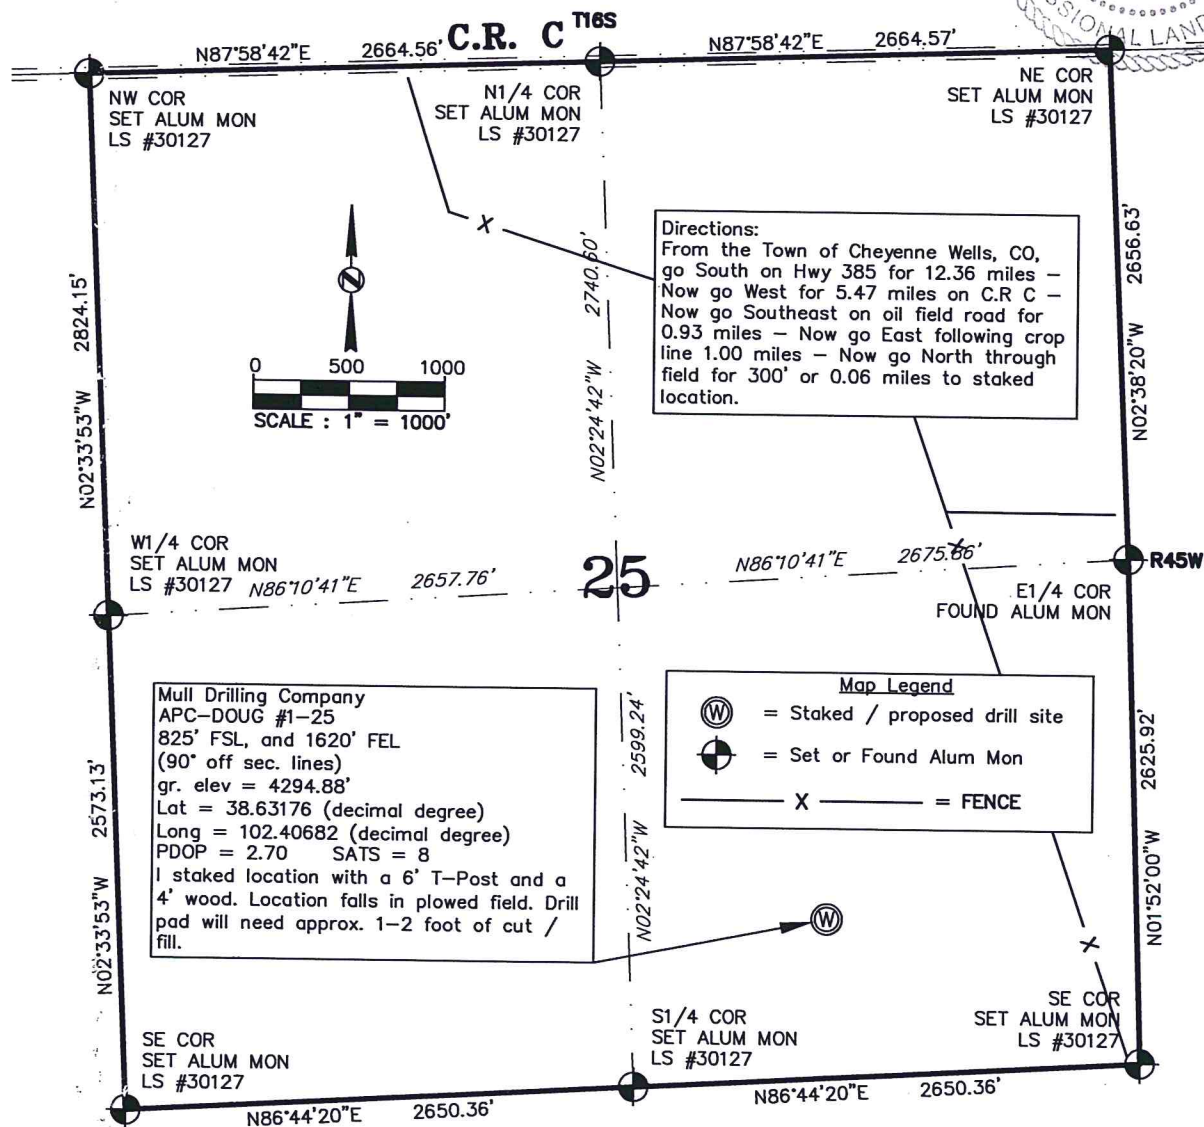 SSIONAL LAND
T16S
C.R. C
N87°58'42"E 2664.56'
N87°58'42"E 2664.57'
NW COR
SET ALUM MON
LS #30127
N1/4 COR
SET ALUM MON
LS #30127
NE COR
SET ALUM MON
LS #30127
N
0 500 1000
SCALE : 1" = 1000'
Directions:
From the Town of Cheyenne Wells, CO,
go South on Hwy 385 for 12.36 miles –
Now go West for 5.47 miles on C.R C –
Now go Southeast on oil field road for
0.93 miles – Now go East following crop
line 1.00 miles – Now go North through
field for 300' or 0.06 miles to staked
location.
N02°33'53"W 2824.15'
N02°24'42"W 2740.60'
N02°38'20"W 2656.63'
X
W1/4 COR
SET ALUM MON
LS #30127
N86°10'41"E 2657.76'
25
N86°10'41"E 2675.66'
X
R45W
E1/4 COR
FOUND ALUM MON
Mull Drilling Company
APC-DOUG #1-25
825' FSL, and 1620' FEL
(90° off sec. lines)
gr. elev = 4294.88'
Lat = 38.63176 (decimal degree)
Long = 102.40682 (decimal degree)
PDOP = 2.70 SATS = 8
I staked location with a 6' T-Post and a
4' wood. Location falls in plowed field. Drill
pad will need approx. 1-2 foot of cut /
fill.
Map Legend
W = Staked / proposed drill site
= Set or Found Alum Mon
X = FENCE
N02°33'53"W 2573.13'
N02°24'42"W 2599.24'
N01°52'00"W 2625.92'
W
X
SE COR
SET ALUM MON
LS #30127
S1/4 COR
SET ALUM MON
LS #30127
SE COR
SET ALUM MON
LS #30127
N86°44'20"E 2650.36'
N86°44'20"E 2650.36'